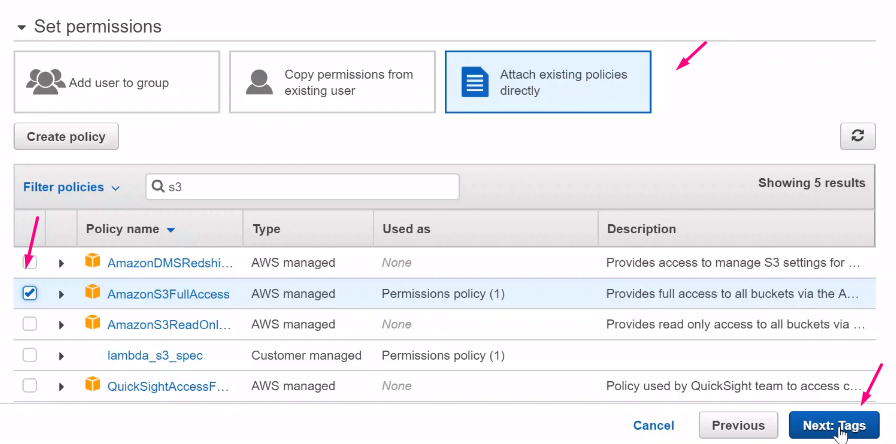 Set permissions
Add user to group
Copy permissions from
existing user
Attach existing policies
directly
Create policy
Filter policies
s3
Showing 5 results
Policy name Type Used as Description
AmazonDMSRedshi... AWS managed None Provides access to manage S3 settings for ...
AmazonS3FullAccess AWS managed Permissions policy (1) Provides full access to all buckets via the A...
AmazonS3ReadOnl... AWS managed None Provides read only access to all buckets via ...
lambda_s3_spec Customer managed Permissions policy (1)
QuickSightAccessF... AWS managed None Policy used by QuickSight team to access c...
Cancel Previous Next: Tags